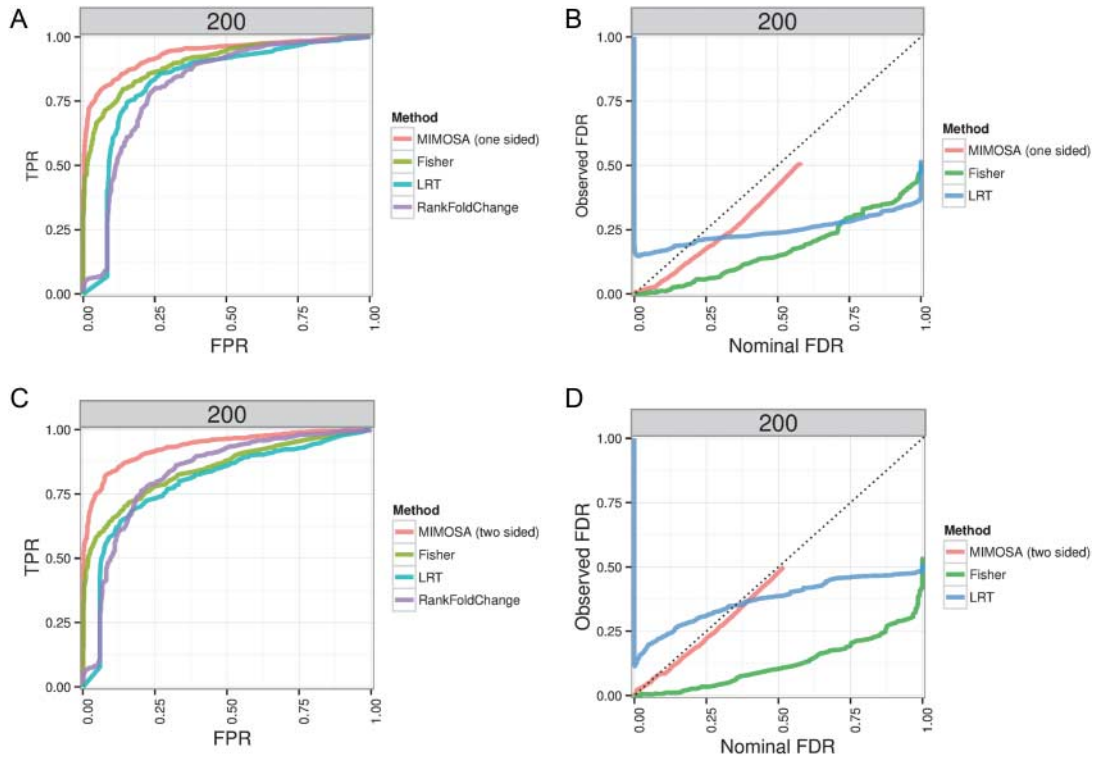 A
200
TPR
1.00
0.75
0.50
0.25
0.00
0.00
0.25
0.50
0.75
1.00
FPR
Method
MIMOSA (one sided)
Fisher
LRT
RankFoldChange
B
200
Observed FDR
1.00
0.75
0.50
0.25
0.00
0.00
0.25
0.50
0.75
1.00
Nominal FDR
Method
MIMOSA (one sided)
Fisher
LRT
C
200
TPR
1.00
0.75
0.50
0.25
0.00
0.00
0.25
0.50
0.75
1.00
FPR
Method
MIMOSA (two sided)
Fisher
LRT
RankFoldChange
D
200
Observed FDR
1.00
0.75
0.50
0.25
0.00
0.00
0.25
0.50
0.75
1.00
Nominal FDR
Method
MIMOSA (two sided)
Fisher
LRT